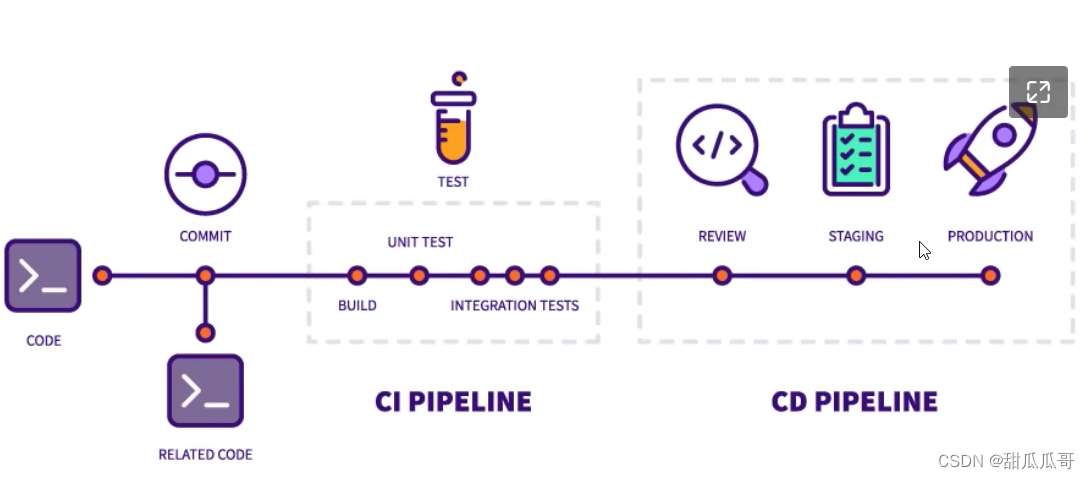 TEST
COMMIT
UNIT TEST
REVIEW
STAGING
PRODUCTION
BUILD
INTEGRATION TESTS
CODE
RELATED CODE
CI PIPELINE
CD PIPELINE
CSDN @甜瓜瓜哥